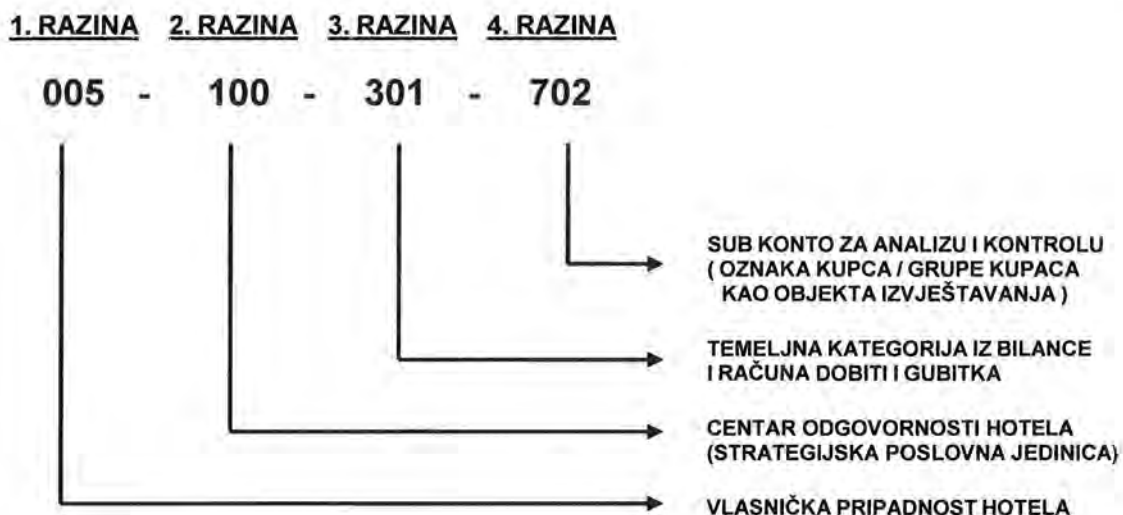 1. RAZINA 2. RAZINA 3. RAZINA 4. RAZINA
005 - 100 - 301 - 702
SUB KONTO ZA ANALIZU I KONTROLU
( OZNAKA KUPCA / GRUPE KUPACA
KAO OBJEKTA IZVJEŠTAVANJA )
TEMELJNA KATEGORIJA IZ BILANCE
I RAČUNA DOBITI I GUBITKA
CENTAR ODGOVORNOSTI HOTELA
(STRATEGIJSKA POSLOVNA JEDINICA)
VLASNIČKA PRIPADNOST HOTELA